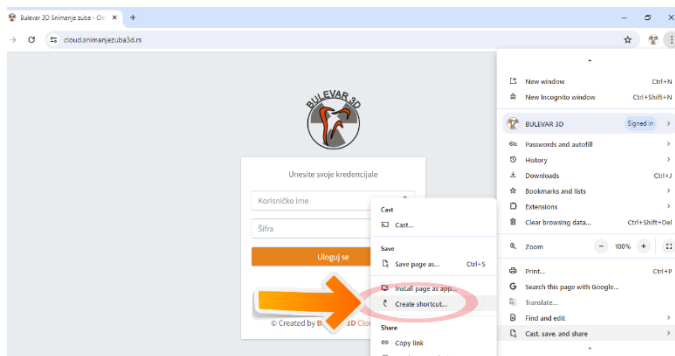 Bulevar 3D Snimanje zuba - Clo
cloud.snimanjezuba3d.rs
BULEVAR 3D
Unesite svoje kredencijale
Korisničko ime
Šifra
Uloguj se
© Created by B 3D Clo
New window Ctrl+N
New Incognito window Ctrl+Shift+N
BULEVAR 3D Signed in
Passwords and autofill
History
Downloads Ctrl+J
Bookmarks and lists
Extensions
Clear browsing data... Ctrl+Shift+Del
Zoom 100%
Print... Ctrl+P
Search this page with Google...
Translate...
Find and edit
Cast, save, and share
Cast
Cast...
Save
Save page as... Ctrl+S
Install page as app...
Create shortcut...
Share
Copy link